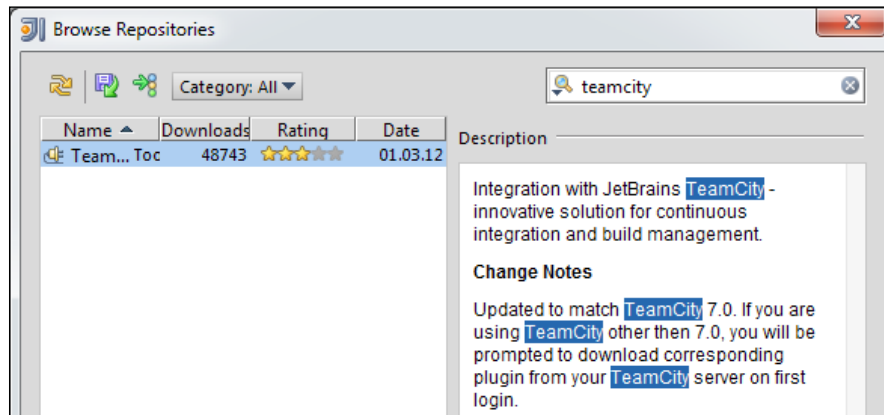 Browse Repositories
Category: All
teamcity
Name Downloads Rating Date
Team... Toc 48743 01.03.12
Description
Integration with JetBrains TeamCity -
innovative solution for continuous
integration and build management.
Change Notes
Updated to match TeamCity 7.0. If you are
using TeamCity other then 7.0, you will be
prompted to download corresponding
plugin from your TeamCity server on first
login.